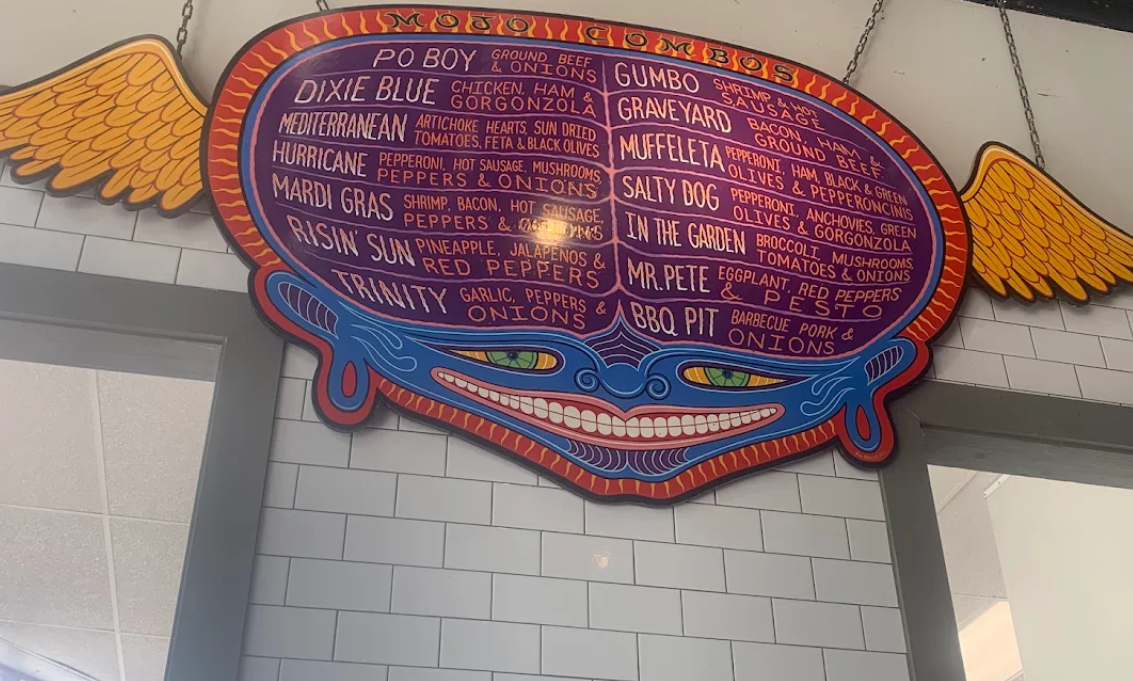 MOJO COMBOS
PO BOY GROUND BEEF
& ONIONS
DIXIE BLUE CHICKEN, HAM &
GORGONZOLA
MEDITERRANEAN ARTICHOKE HEARTS, SUN DRIED
TOMATOES, FETA & BLACK OLIVES
HURRICANE PEPPERONI, HOT SAUSAGE, MUSHROOMS
PEPPERS & ONIONS
MARDI GRAS SHRIMP, BACON, HOT SAUSAGE,
PEPPERS &
RISIN' SUN PINEAPPLE, JALAPENOS &
RED PEPPERS
TRINITY GARLIC, PEPPERS &
ONIONS
GUMBO SHRIMP & HOT
SAUSAGE
GRAVEYARD BACON, HAM, &
GROUND BEEF
MUFFELETA PEPPERONI, HAM, BLACK & GREEN
OLIVES & PEPPERONCINIS
SALTY DOG PEPPERONI, ANCHOVIES, GREEN
OLIVES & GORGONZOLA
IN THE GARDEN BROCCOLI, MUSHROOMS,
TOMATOES & ONIONS
MR. PETE EGGPLANT, RED PEPPERS
& PESTO
BBQ PIT BARBECUE PORK &
ONIONS